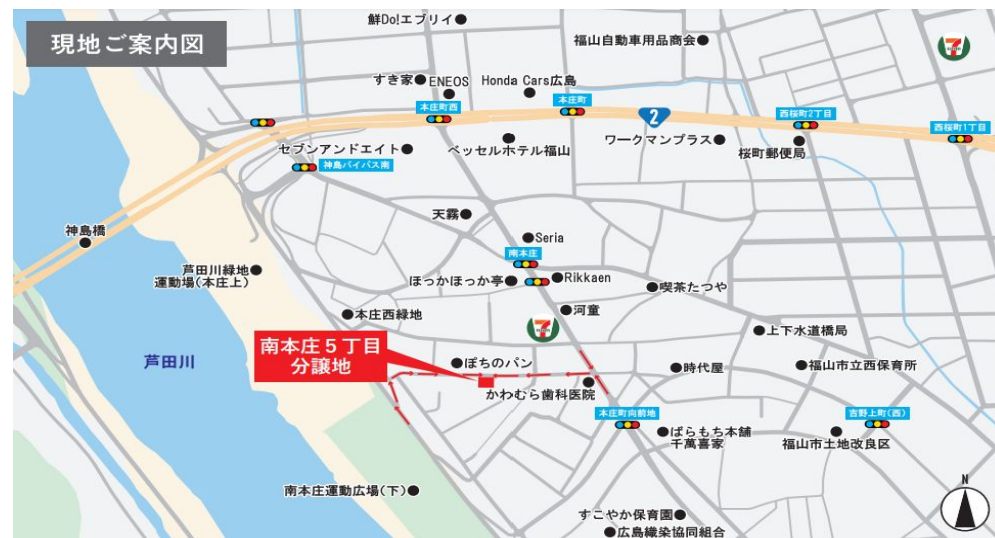 現地ご案内図
鮮Do!エブリイ
福山自動車用品商会
すき家
ENEOS
Honda Cars広島
本庄町西
本庄町
2
西桜町2丁目
西桜町1丁目
セブンアンドエイト
ベッセルホテル福山
ワークマンプラス
桜町郵便局
神島バイパス南
天霧
神島橋
Seria
南本庄
芦田川緑地
運動場(本庄上)
ほっかほっか亭
Rikkaen
喫茶たつや
本庄西緑地
河童
7
上下水道橋局
南本庄5丁目
分譲地
芦田川
ぽちのパン
時代屋
福山市立西保育所
かわむら歯科医院
本庄町向前地
吉野上町(西)
ばらもち本舗
千萬喜家
福山市土地改良区
南本庄運動広場(下)
N
すこやか保育園
広島織染協同組合